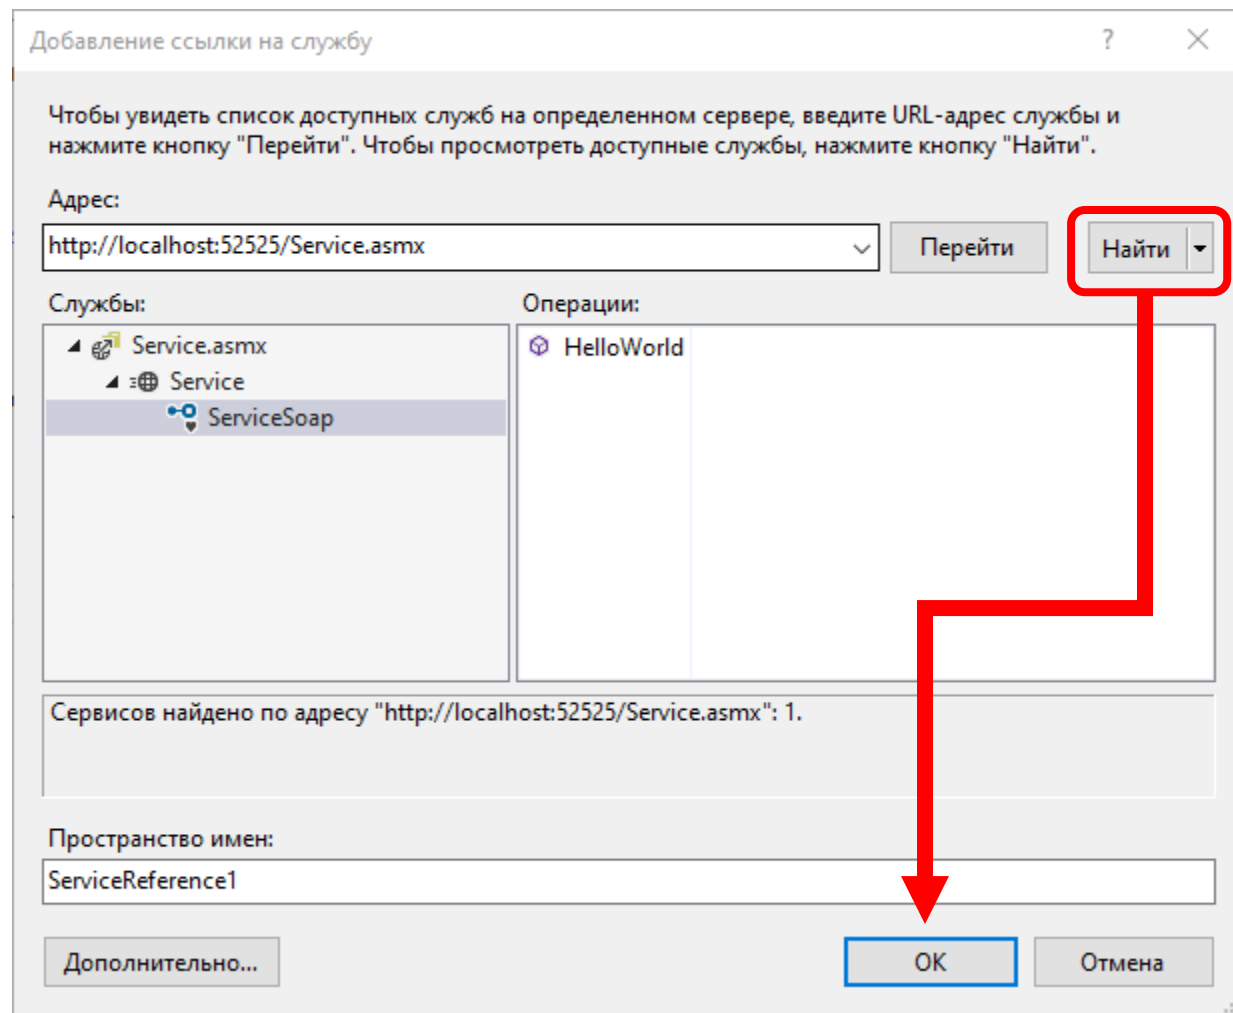 Добавление ссылки на службу
Чтобы увидеть список доступных служб на определенном сервере, введите URL-адрес службы и
нажмите кнопку "Перейти". Чтобы просмотреть доступные службы, нажмите кнопку "Найти".
Адрес:
http://localhost:52525/Service.asmx
Перейти
Найти
Службы:
Операции:
Service.asmx
HelloWorld
Service
ServiceSoap
Сервисов найдено по адресу "http://localhost:52525/Service.asmx": 1.
Пространство имен:
ServiceReference1
Дополнительно...
ОК
Отмена